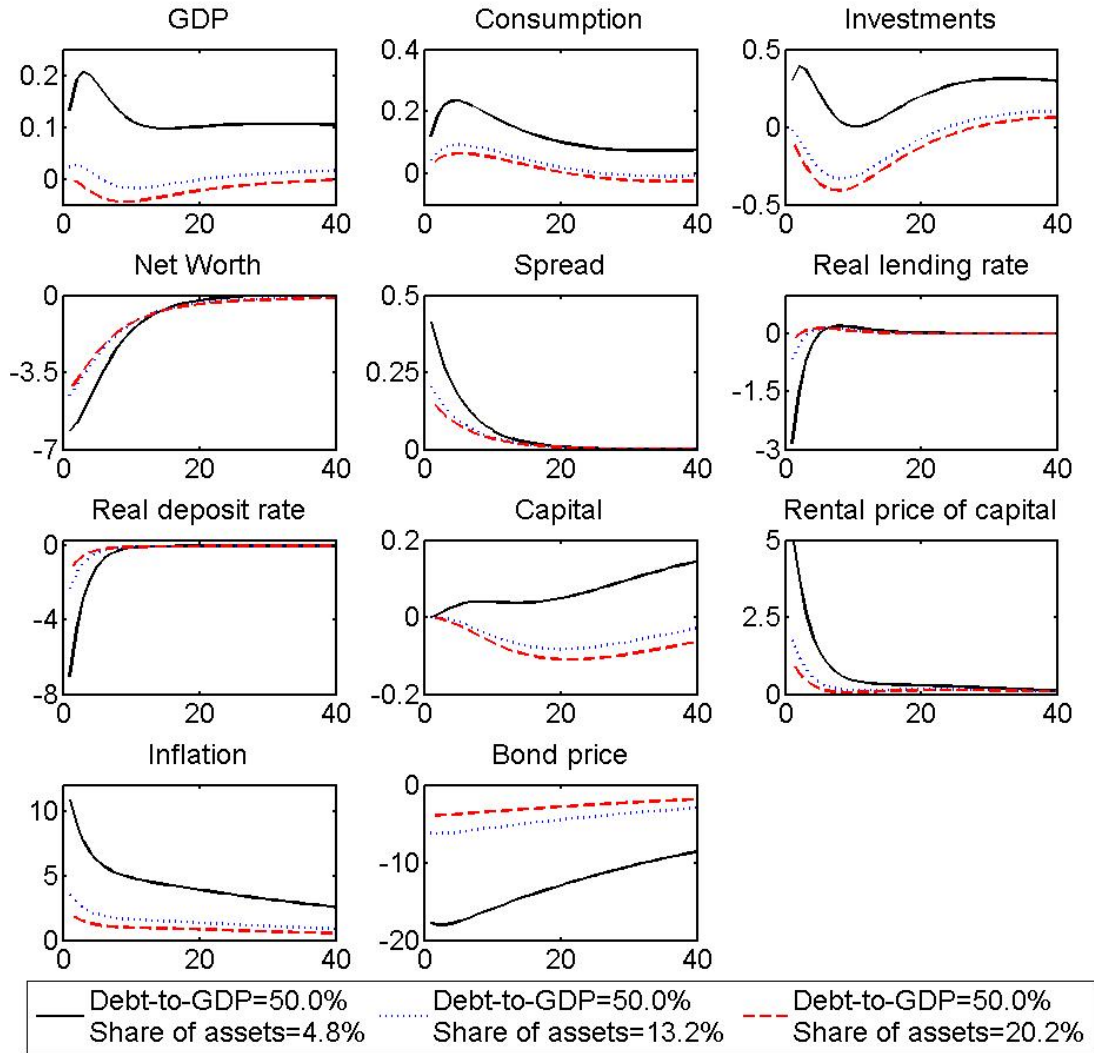 GDP
Consumption
Investments
0.2
0.1
0
0 20 40
0.4
0.2
0
0 20 40
0.5
0
-0.5
0 20 40
Net Worth
Spread
Real lending rate
0
-3.5
-7
0 20 40
0.5
0.25
0
0 20 40
0
-1.5
-3
0 20 40
Real deposit rate
Capital
Rental price of capital
0
-4
-8
0 20 40
0.2
0
-0.2
0 20 40
5
2.5
0
0 20 40
Inflation
Bond price
10
5
0
0 20 40
0
-10
-20
0 20 40
Debt-to-GDP=50.0%
Share of assets=4.8%
Debt-to-GDP=50.0%
Share of assets=13.2%
Debt-to-GDP=50.0%
Share of assets=20.2%